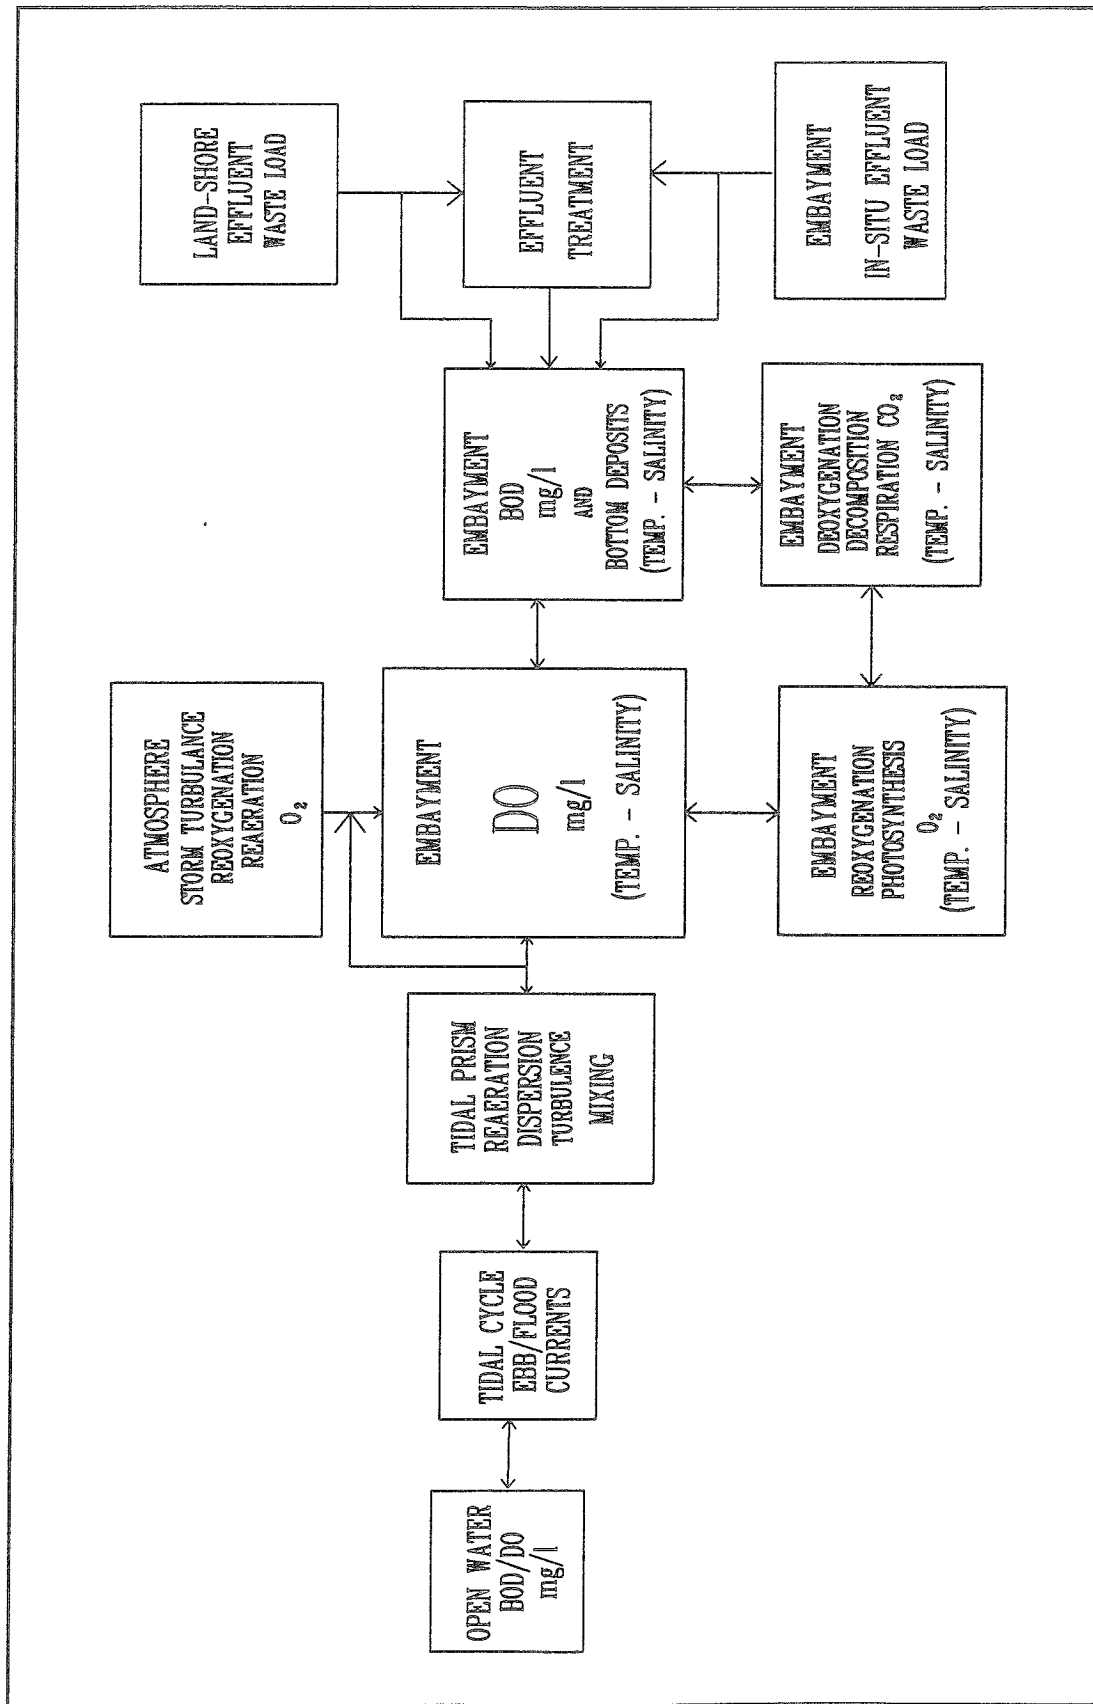 LAND-SHORE
EFFLUENT
WASTE LOAD
EFFLUENT
TREATMENT
EMBAYMENT
IN-SITU EFFLUENT
WASTE LOAD
EMBAYMENT
BOD
mg/l
AND
BOTTOM DEPOSITS
(TEMP. - SALINITY)
EMBAYMENT
DEOXYGENATION
DECOMPOSITION
RESPIRATION CO₂
(TEMP. - SALINITY)
ATMOSPHERE
STORM TURBULANCE
REOXYGENATION
REAERATION
O₂
EMBAYMENT
DO
mg/l
(TEMP. - SALINITY)
EMBAYMENT
REOXYGENATION
PHOTOSYNTHESIS
O₂
(TEMP. - SALINITY)
TIDAL PRISM
REAERATION
DISPERSION
TURBULENCE
MIXING
TIDAL CYCLE
EBB/FLOOD
CURRENTS
OPEN WATER
BOD/DO
mg/l